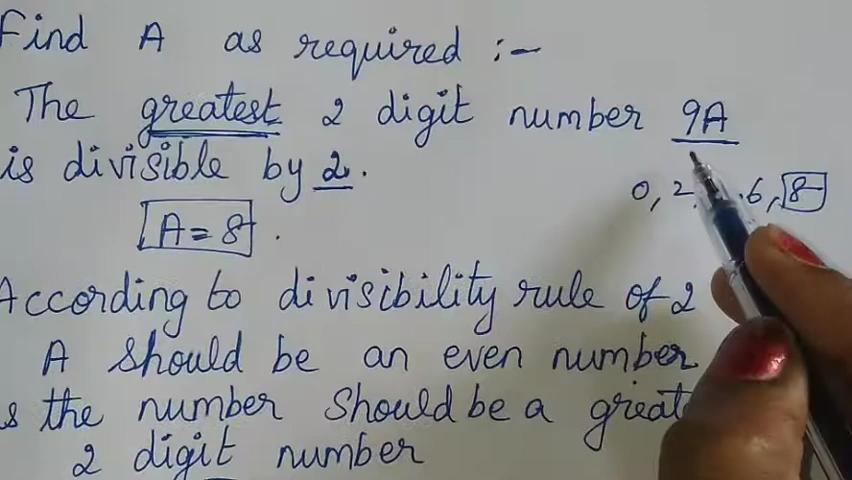 Find A as required :-
The greatest 2 digit number 9A
is divisible by 2.
0, 2, 6, 8
A = 8.
According to divisibility rule of 2
A should be an even number
the number should be a
2 digit number